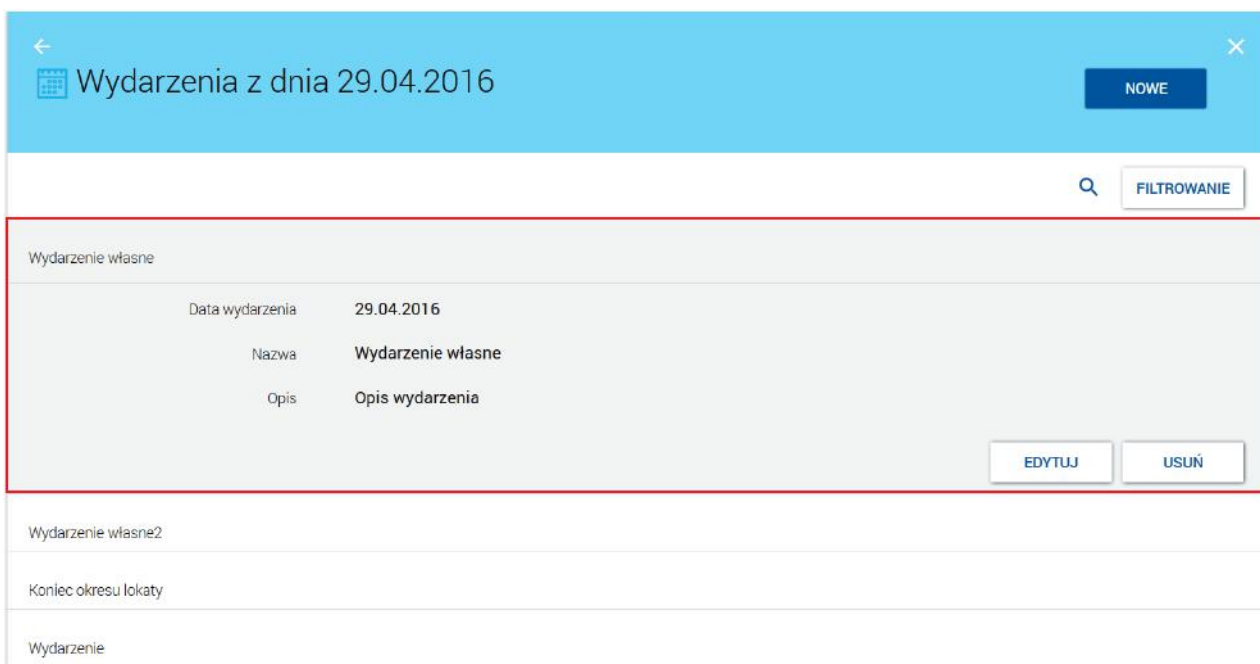 Wydarzenia z dnia 29.04.2016
NOWE
FILTROWANIE
Wydarzenie własne
Data wydarzenia 29.04.2016
Nazwa Wydarzenie własne
Opis Opis wydarzenia
EDYTUJ USUŃ
Wydarzenie własne2
Koniec okresu lokaty
Wydarzenie